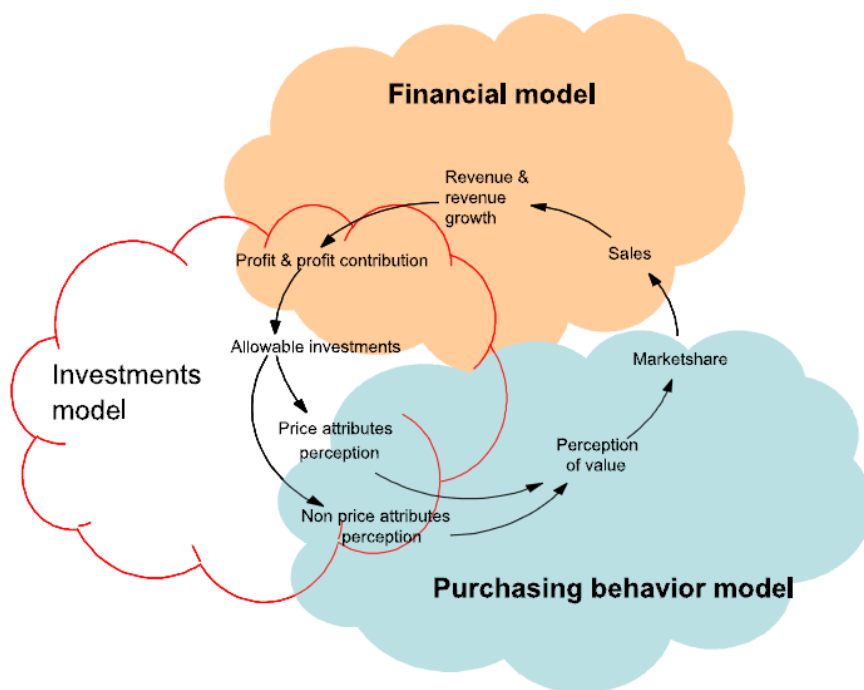 Financial model
Revenue &
revenue
growth
Sales
Profit & profit contribution
Allowable investments
Marketshare
Investments
model
Price attributes
perception
Perception
of value
Non price attributes
perception
Purchasing behavior model